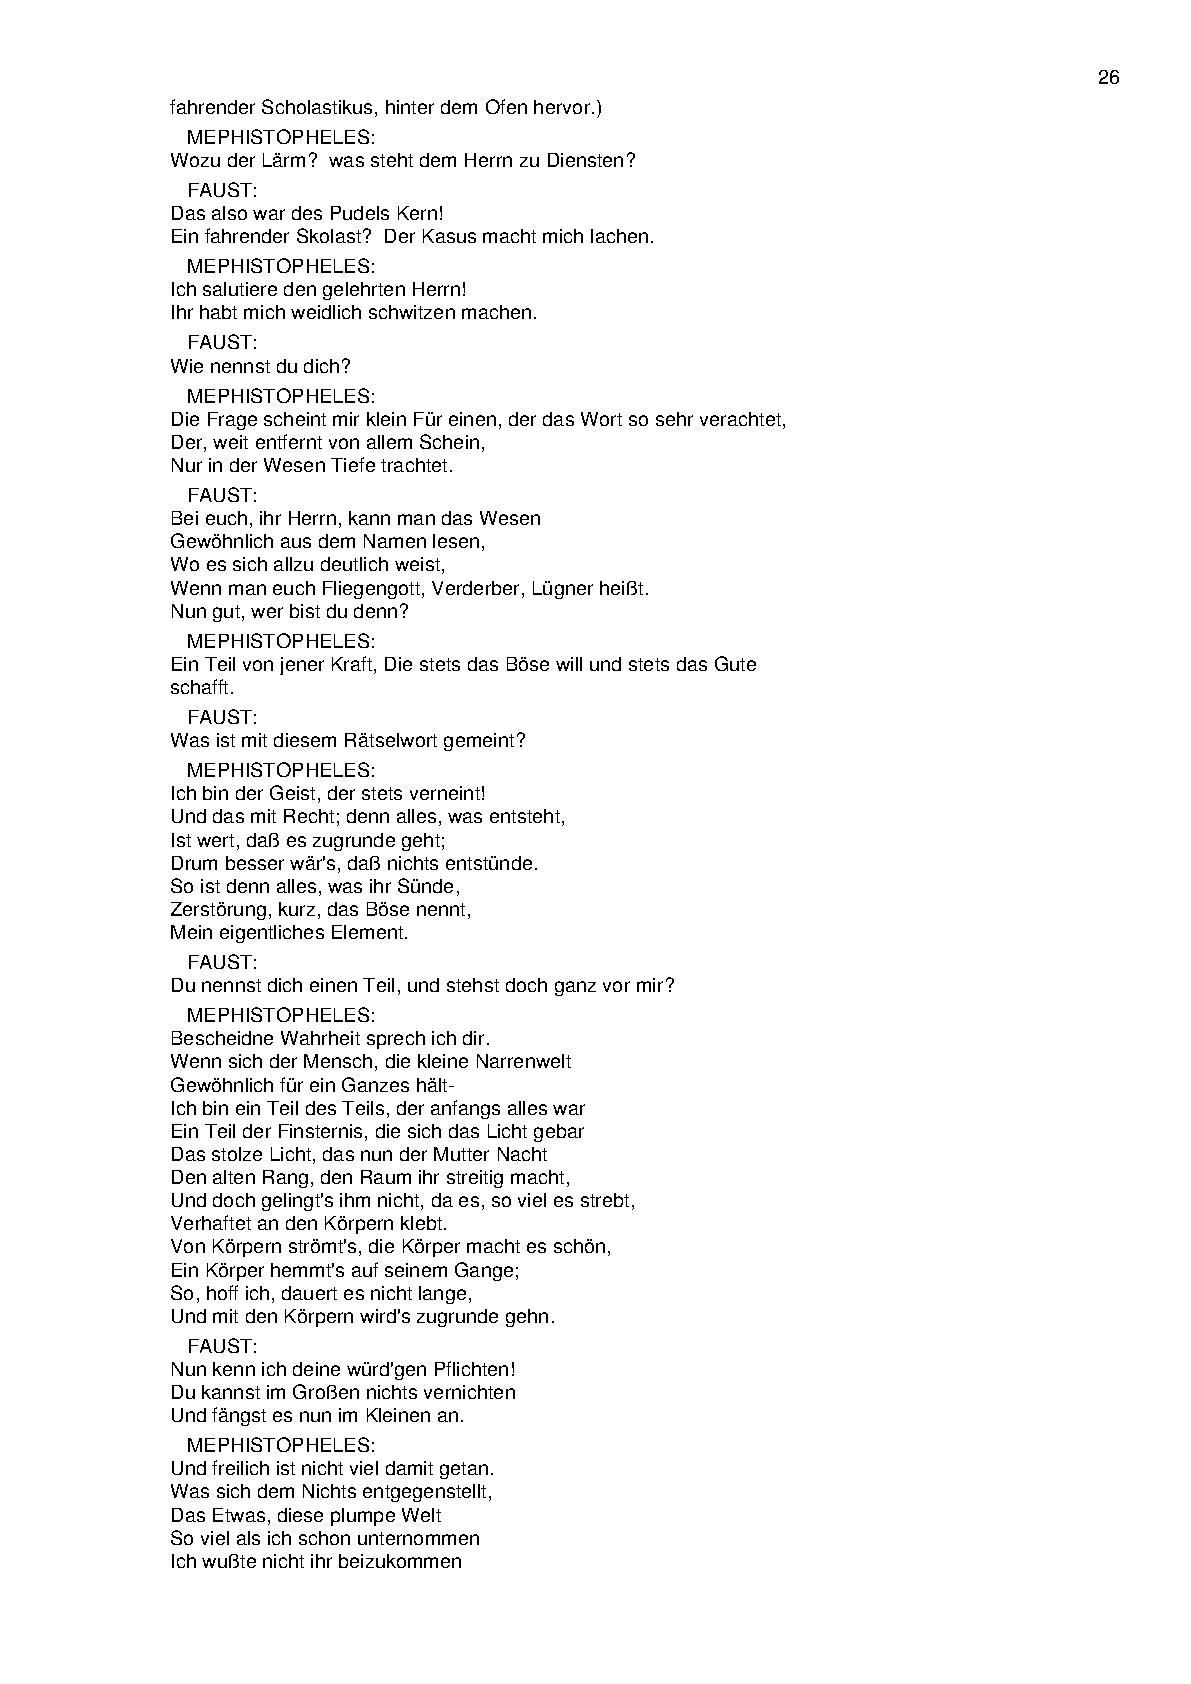 26
fahrender Scholastikus, hinter dem Ofen hervor.)
MEPHISTOPHELES:
Wozu der Lärm?  was steht dem Herrn zu Diensten?
FAUST:
Das also war des Pudels Kern!
Ein fahrender Skolast?  Der Kasus macht mich lachen.
MEPHISTOPHELES:
Ich salutiere den gelehrten Herrn!
Ihr habt mich weidlich schwitzen machen.
FAUST:
Wie nennst du dich?
MEPHISTOPHELES:
Die Frage scheint mir klein Für einen, der das Wort so sehr verachtet,
Der, weit entfernt von allem Schein,
Nur in der Wesen Tiefe trachtet.
FAUST:
Bei euch, ihr Herrn, kann man das Wesen
Gewöhnlich aus dem Namen lesen,
Wo es sich allzu deutlich weist,
Wenn man euch Fliegengott, Verderber, Lügner heißt.
Nun gut, wer bist du denn?
MEPHISTOPHELES:
Ein Teil von jener Kraft, Die stets das Böse will und stets das Gute
schafft.
FAUST:
Was ist mit diesem Rätselwort gemeint?
MEPHISTOPHELES:
Ich bin der Geist, der stets verneint!
Und das mit Recht; denn alles, was entsteht,
Ist wert, daß es zugrunde geht;
Drum besser wär's, daß nichts entstünde.
So ist denn alles, was ihr Sünde,
Zerstörung, kurz, das Böse nennt,
Mein eigentliches Element.
FAUST:
Du nennst dich einen Teil, und stehst doch ganz vor mir?
MEPHISTOPHELES:
Bescheidne Wahrheit sprech ich dir.
Wenn sich der Mensch, die kleine Narrenwelt
Gewöhnlich für ein Ganzes hält-
Ich bin ein Teil des Teils, der anfangs alles war
Ein Teil der Finsternis, die sich das Licht gebar
Das stolze Licht, das nun der Mutter Nacht
Den alten Rang, den Raum ihr streitig macht,
Und doch gelingt's ihm nicht, da es, so viel es strebt,
Verhaftet an den Körpern klebt.
Von Körpern strömt's, die Körper macht es schön,
Ein Körper hemmt's auf seinem Gange;
So, hoff ich, dauert es nicht lange,
Und mit den Körpern wird's zugrunde gehn.
FAUST:
Nun kenn ich deine würd'gen Pflichten!
Du kannst im Großen nichts vernichten
Und fängst es nun im Kleinen an.
MEPHISTOPHELES:
Und freilich ist nicht viel damit getan.
Was sich dem Nichts entgegenstellt,
Das Etwas, diese plumpe Welt
So viel als ich schon unternommen
Ich wußte nicht ihr beizukommen